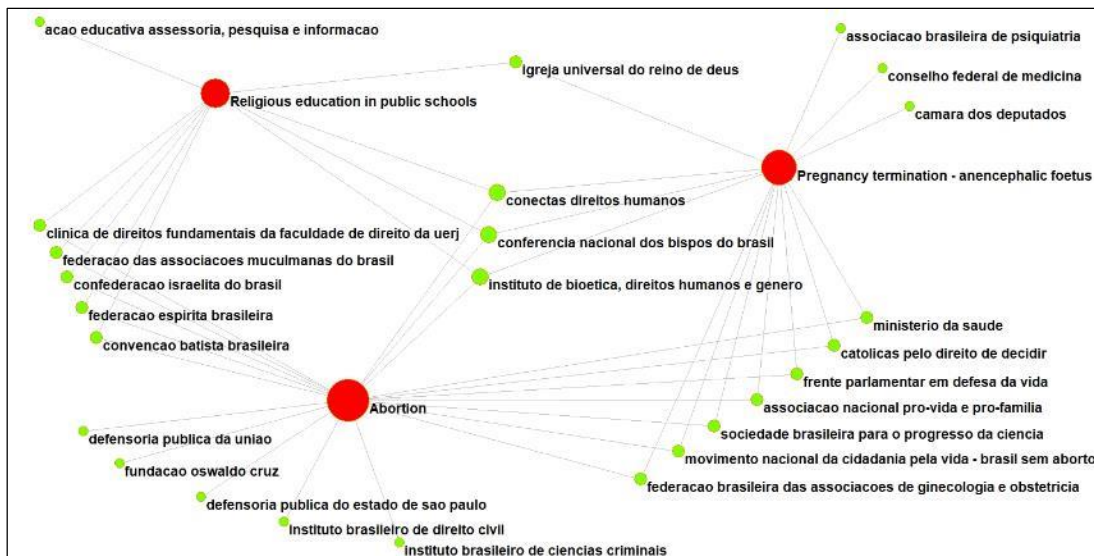 acao educativa assessoria, pesquisa e informacao
associacao brasileira de psiquiatria
igreja universal do reino de deus
conselho federal de medicina
Religious education in public schools
camara dos deputados
Pregnancy termination - anencephalic foetus
conectas direitos humanos
clinica de direitos fundamentais da faculdade de direito da uerj
conferencia nacional dos bispos do brasil
federacao das associacoes muculmanas do brasil
confederacao israelita do brasil
instituto de bioetica, direitos humanos e genero
federacao espirita brasileira
ministerio da saude
convencao batista brasileira
catolicas pelo direito de decidir
frente parlamentar em defesa da vida
Abortion
associacao nacional pro-vida e pro-familia
defensoria publica da uniao
sociedade brasileira para o progresso da ciencia
movimento nacional da cidadania pela vida - brasil sem aborto
fundacao oswaldo cruz
federacao brasileira das associacoes de ginecologia e obstetricia
defensoria publica do estado de sao paulo
instituto brasileiro de direito civil
instituto brasileiro de ciencias criminais